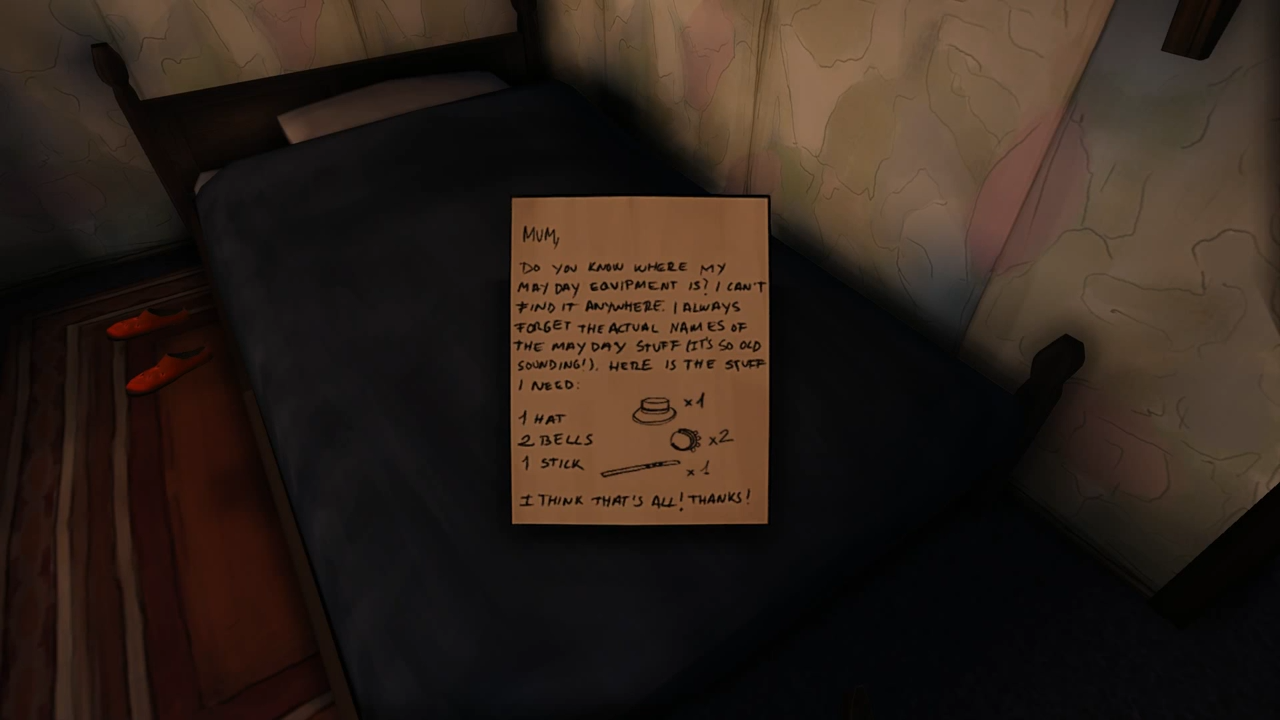 MUM,
DO YOU KNOW WHERE MY
MAY DAY EQUIPMENT IS? I CAN'T
FIND IT ANYWHERE. I ALWAYS
FORGET THE ACTUAL NAMES OF
THE MAY DAY STUFF (IT'S SO OLD
SOUNDING!). HERE IS THE STUFF
I NEED:
1 HAT x1
2 BELLS x2
1 STICK x1
I THINK THAT'S ALL! THANKS!